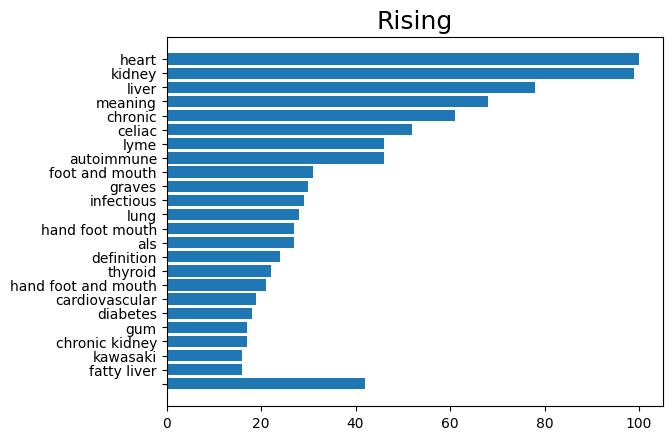 Rising
heart
kidney
liver
meaning
chronic
celiac
lyme
autoimmune
foot and mouth
graves
infectious
lung
hand foot mouth
als
definition
thyroid
hand foot and mouth
cardiovascular
diabetes
gum
chronic kidney
kawasaki
fatty liver
0 20 40 60 80 100